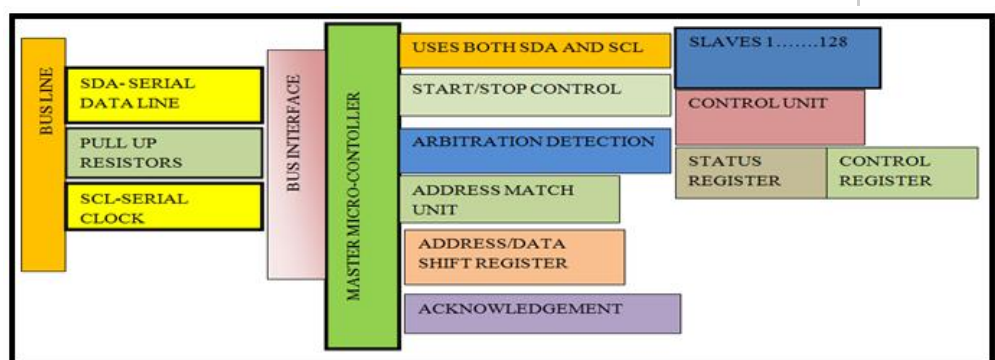 BUS LINE
SDA- SERIAL
DATA LINE
PULL UP
RESISTORS
SCL-SERIAL
CLOCK
BUS INTERFACE
MASTER MICRO-CONTOLLER
USES BOTH SDA AND SCL
START/STOP CONTROL
ARBITRATION DETECTION
ADDRESS MATCH
UNIT
ADDRESS/DATA
SHIFT REGISTER
ACKNOWLEDGEMENT
SLAVES 1.......128
CONTROL UNIT
STATUS
REGISTER
CONTROL
REGISTER